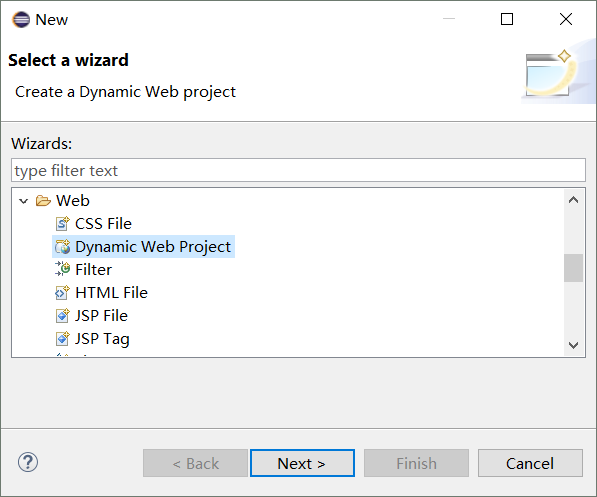 New
Select a wizard
Create a Dynamic Web project
Wizards:
type filter text
Web
CSS File
Dynamic Web Project
Filter
HTML File
JSP File
JSP Tag
? < Back Next > Finish Cancel